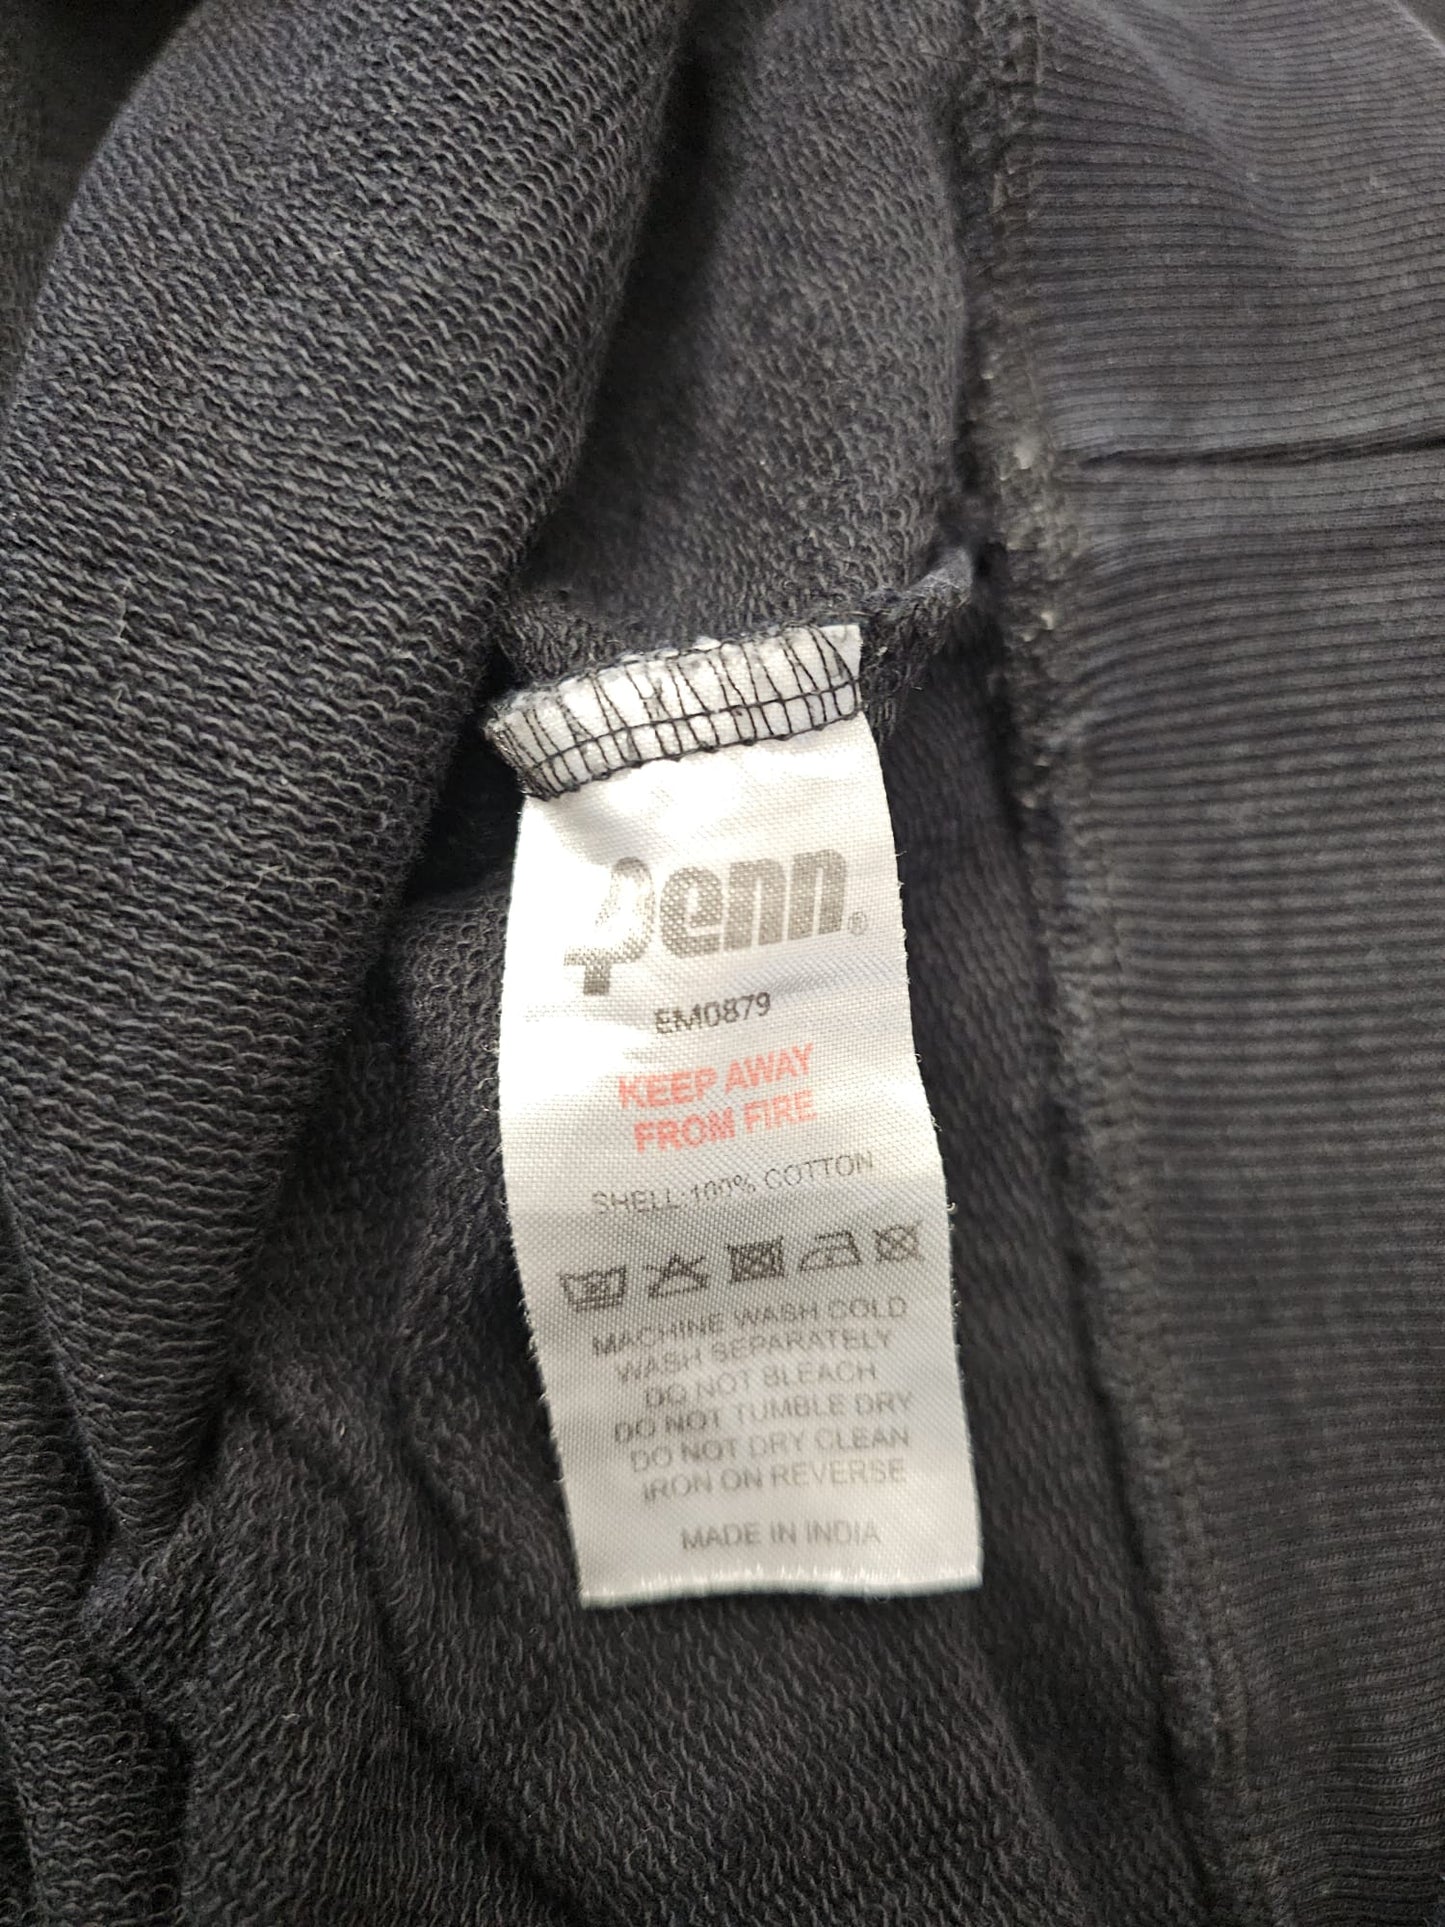 Penn®
EM0879
KEEP AWAY
FROM FIRE
SHELL:100% COTTON
MACHINE WASH COLD
WASH SEPARATELY
DO NOT BLEACH
DO NOT TUMBLE DRY
DO NOT DRY CLEAN
IRON ON REVERSE
MADE IN INDIA